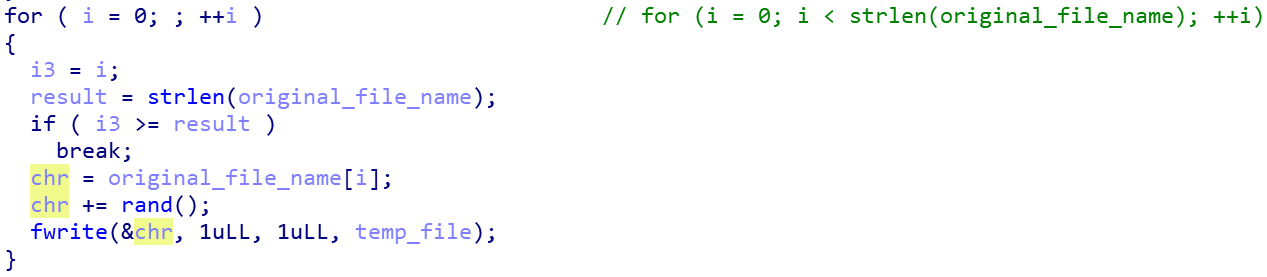 for ( i = 0; ; ++i ) // for (i = 0; i < strlen(original_file_name); ++i)
{
i3 = i;
result = strlen(original_file_name);
if ( i3 >= result )
break;
chr = original_file_name[i];
chr += rand();
fwrite(&chr, 1uLL, 1uLL, temp_file);
}